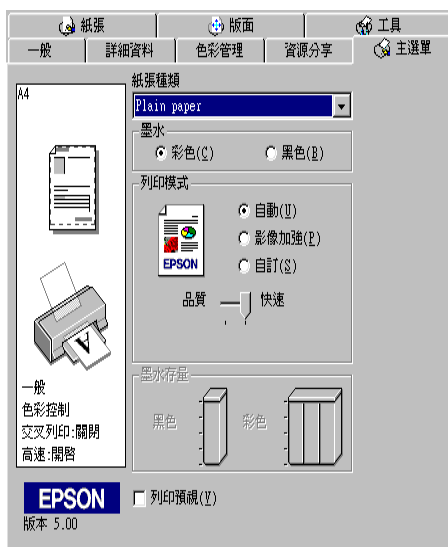 紙張 版面 工具
一般 詳細資料 色彩管理 資源分享 主選單
A4
紙張種類
Plain paper
墨水
彩色(C) 黑色(B)
列印模式
EPSON
自動(U)
影像加強(P)
自訂(S)
品質 快速
A
一般
色彩控制
交叉列印:關閉
高速:開啓
墨水存量
黑色 彩色
EPSON
版本 5.00
列印預視(V)